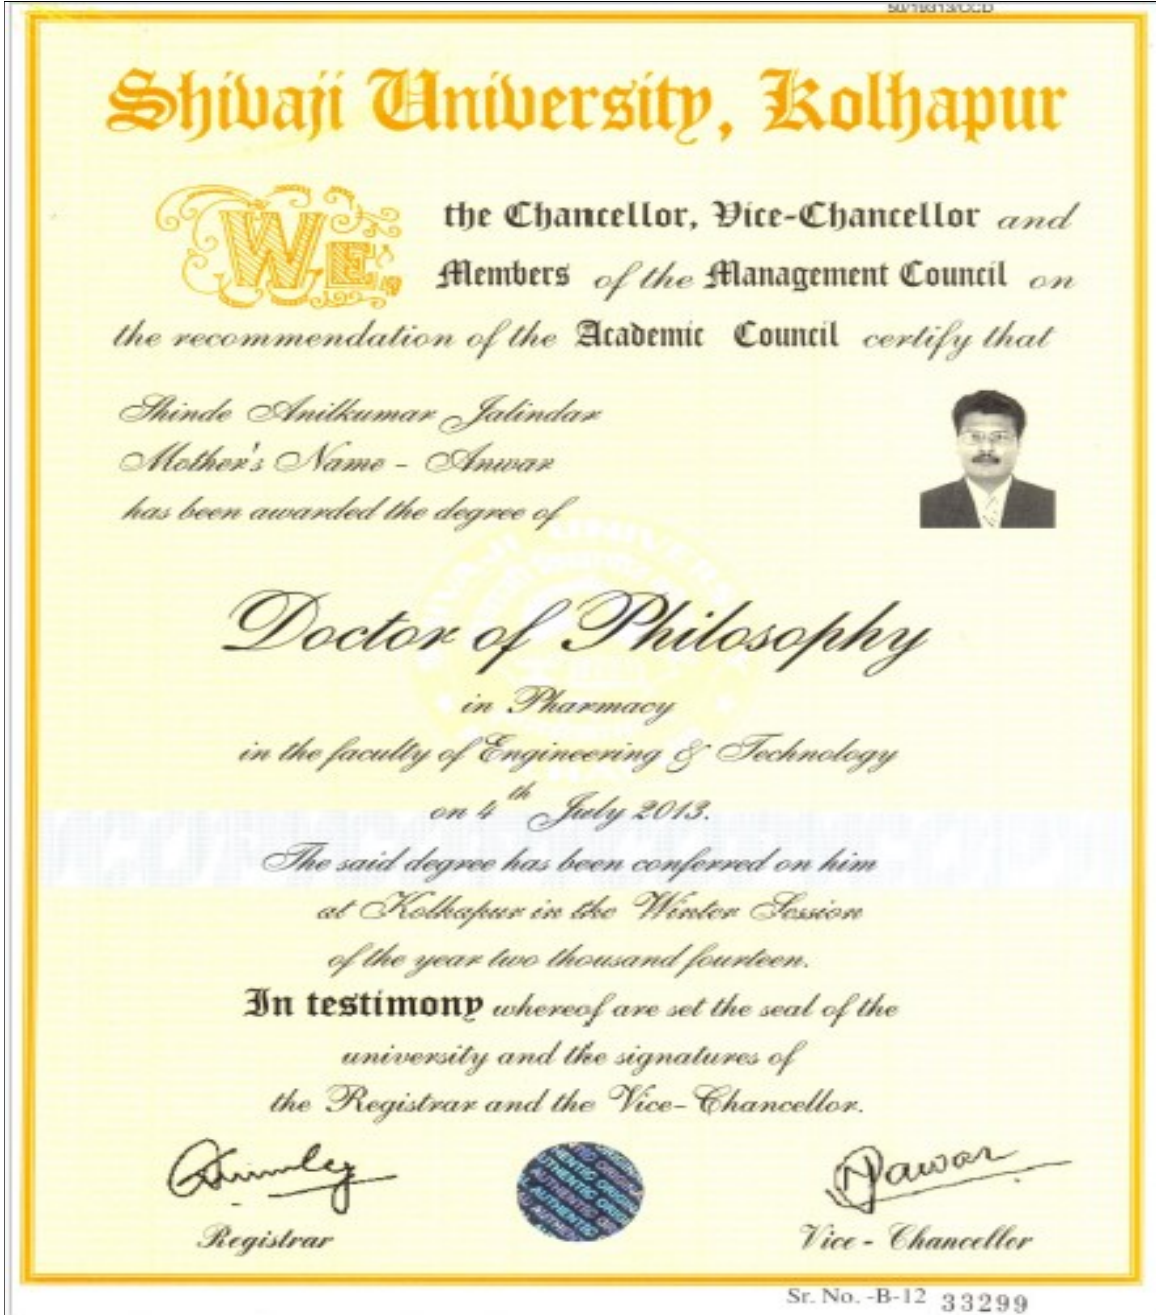 50/19313/CCD
Shivaji University, Kolhapur
WE the Chancellor, Vice-Chancellor and
Members of the Management Council on
the recommendation of the Academic Council certify that
Shinde Anilkumar Jalindar
Mother's Name - Anwar
has been awarded the degree of
Doctor of Philosophy
in Pharmacy
in the faculty of Engineering & Technology
on 4th July 2013.
The said degree has been conferred on him
at Kolhapur in the Winter Session
of the year two thousand fourteen.
In testimony whereof are set the seal of the
university and the signatures of
the Registrar and the Vice-Chancellor.
AUTHENTIC ORIGINAL
Registrar
Vice - Chancellor
Sr. No. -B-12 33299